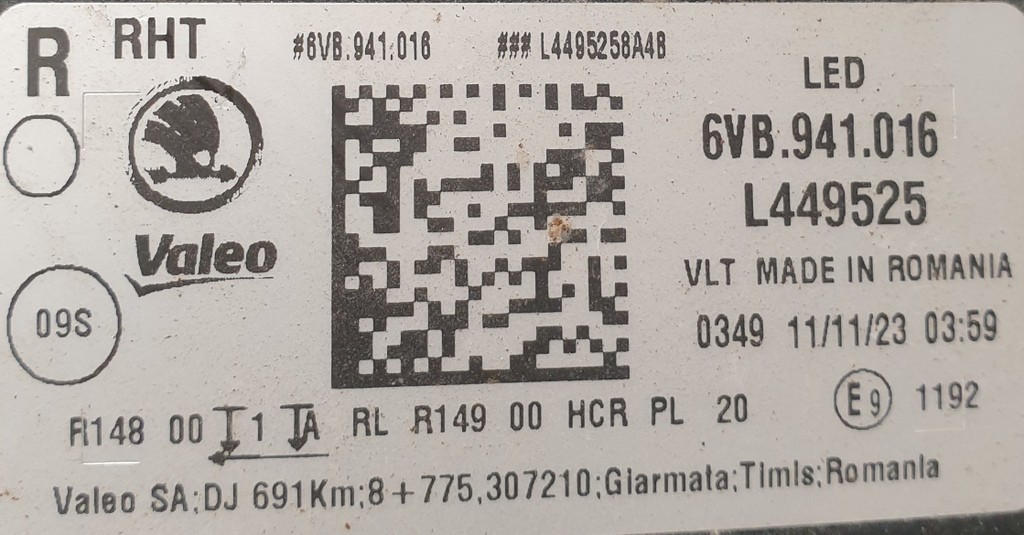 R RHT #6VB.941.016 ### L4495258A4B
LED
6VB.941.016
L449525
Valeo
VLT MADE IN ROMANIA
09S
0349 11/11/23 03:59
R148 00 1 A RL R149 00 HCR PL 20 E9 1192
Valeo SA;DJ 691Km;8+775,307210;Giarmata;Timis;Romania